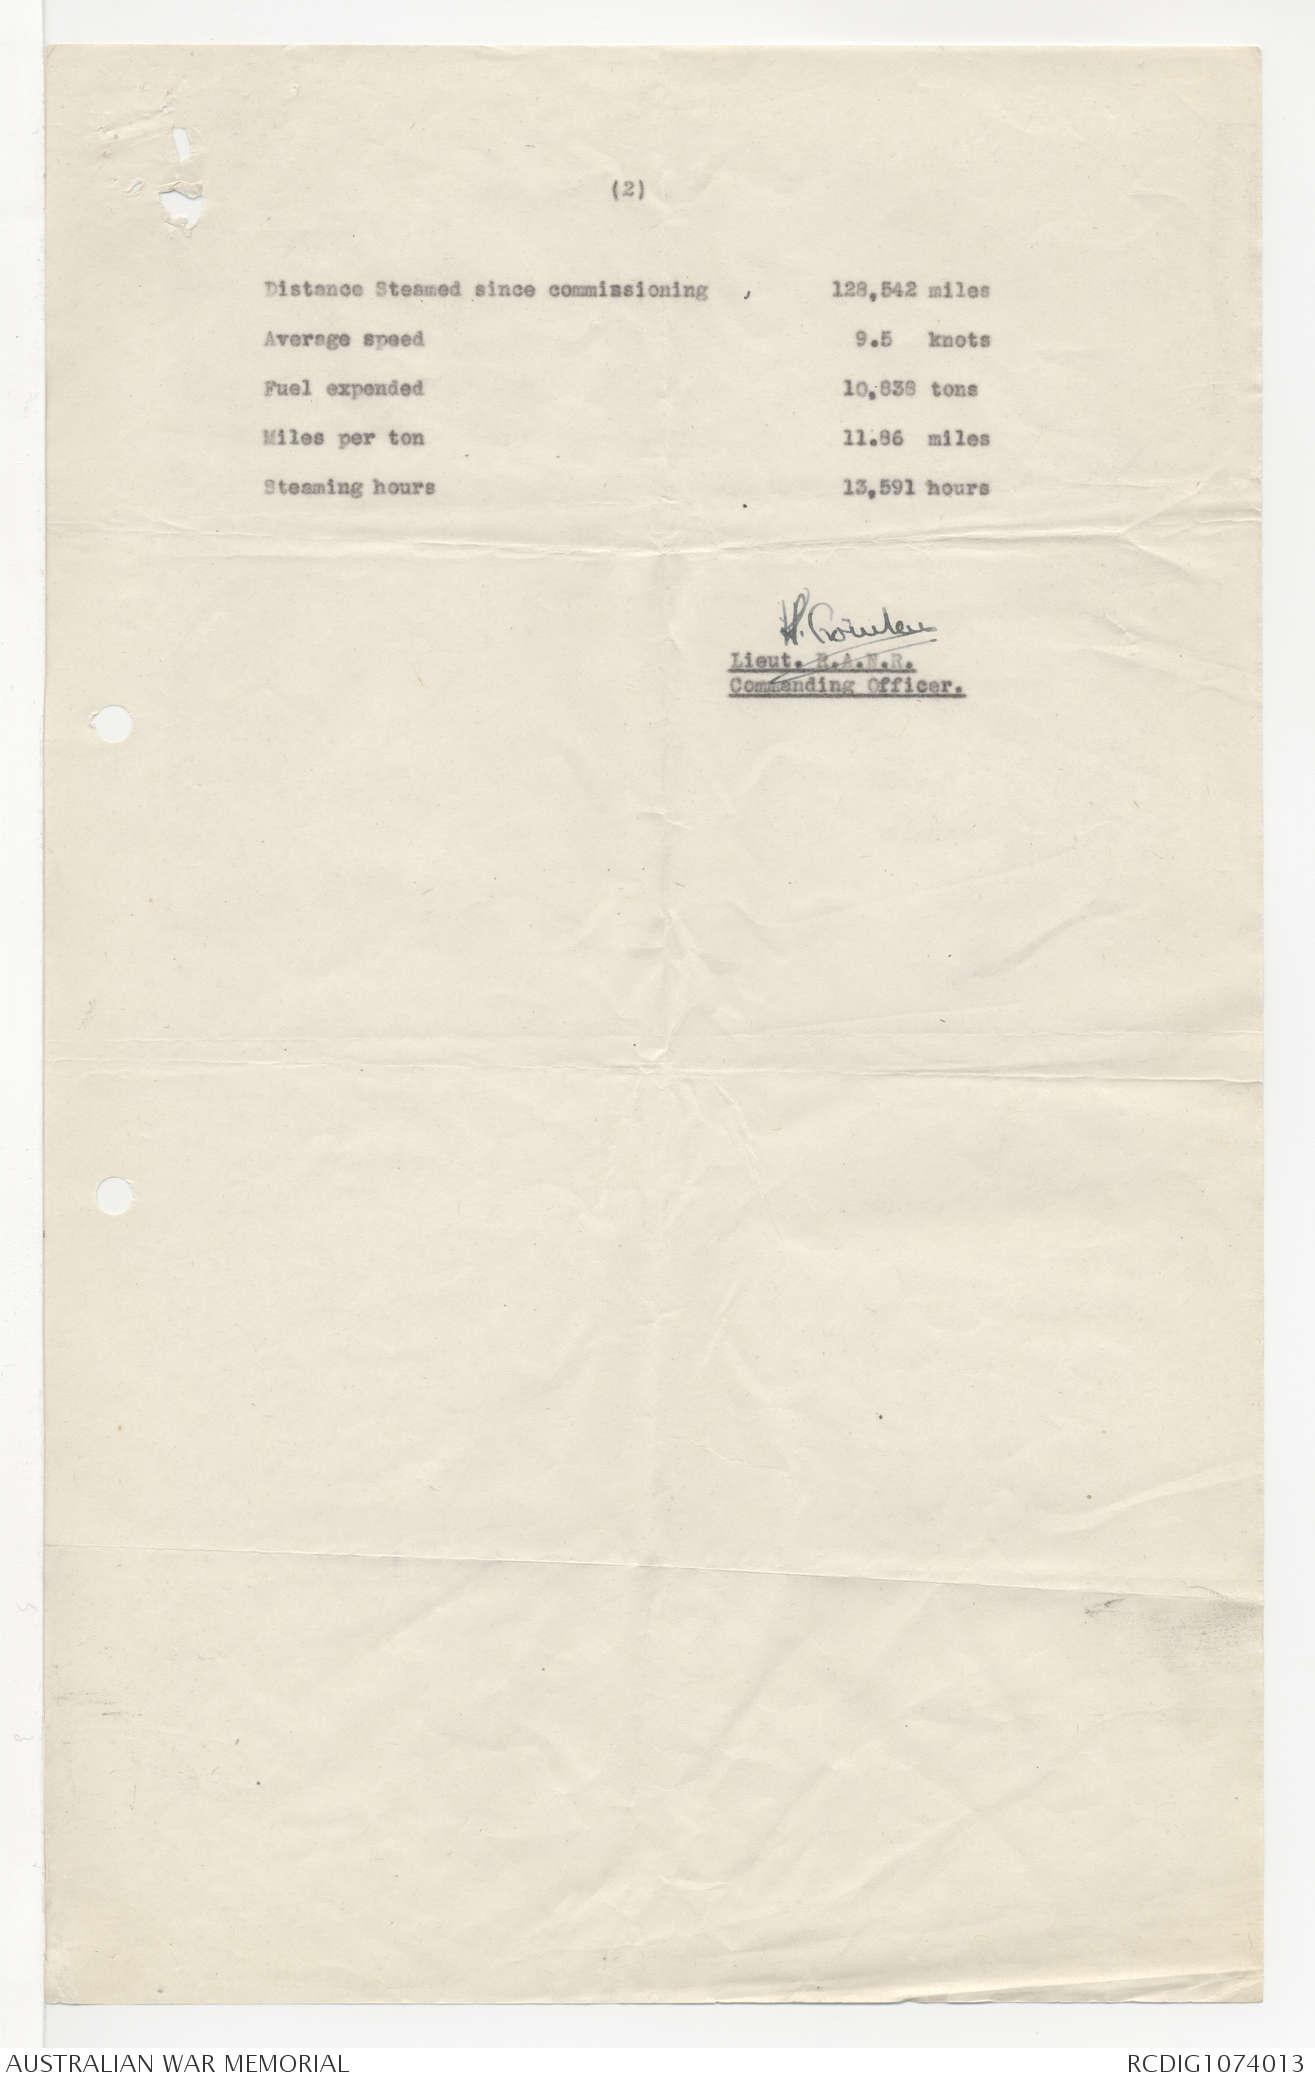 (2)
Distance Steamed since commissioning , 128,542 miles
Average speed 9.5 knots
Fuel expended 10,838 tons
Miles per ton 11.86 miles
Steaming hours 13,591 hours
H.
Lieut. R.A.N.R.
Commanding Officer.
AUSTRALIAN WAR MEMORIAL
RCDIG1074013